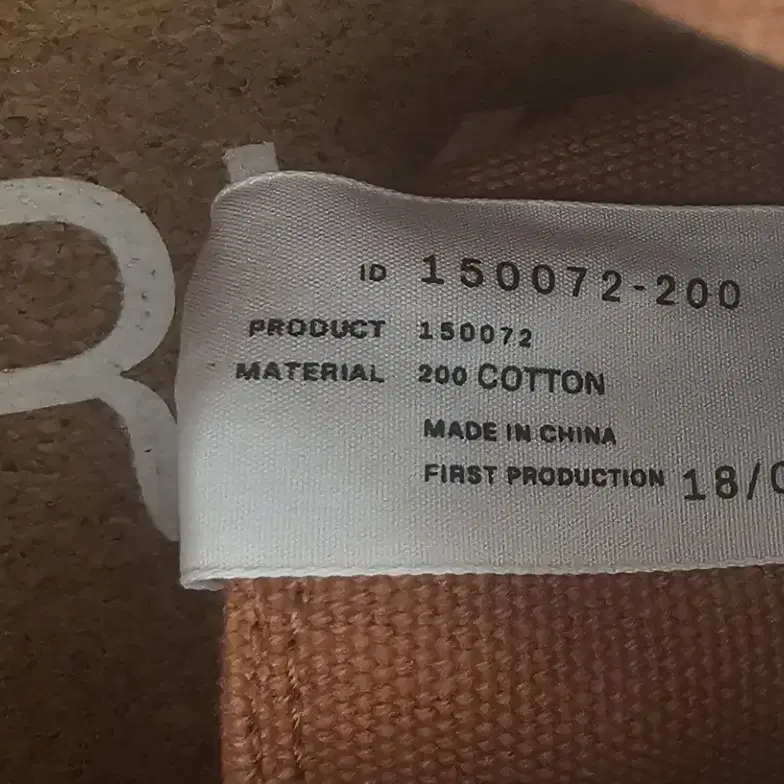 R
ID 150072-200
PRODUCT 150072
MATERIAL 200 COTTON
MADE IN CHINA
FIRST PRODUCTION 18/